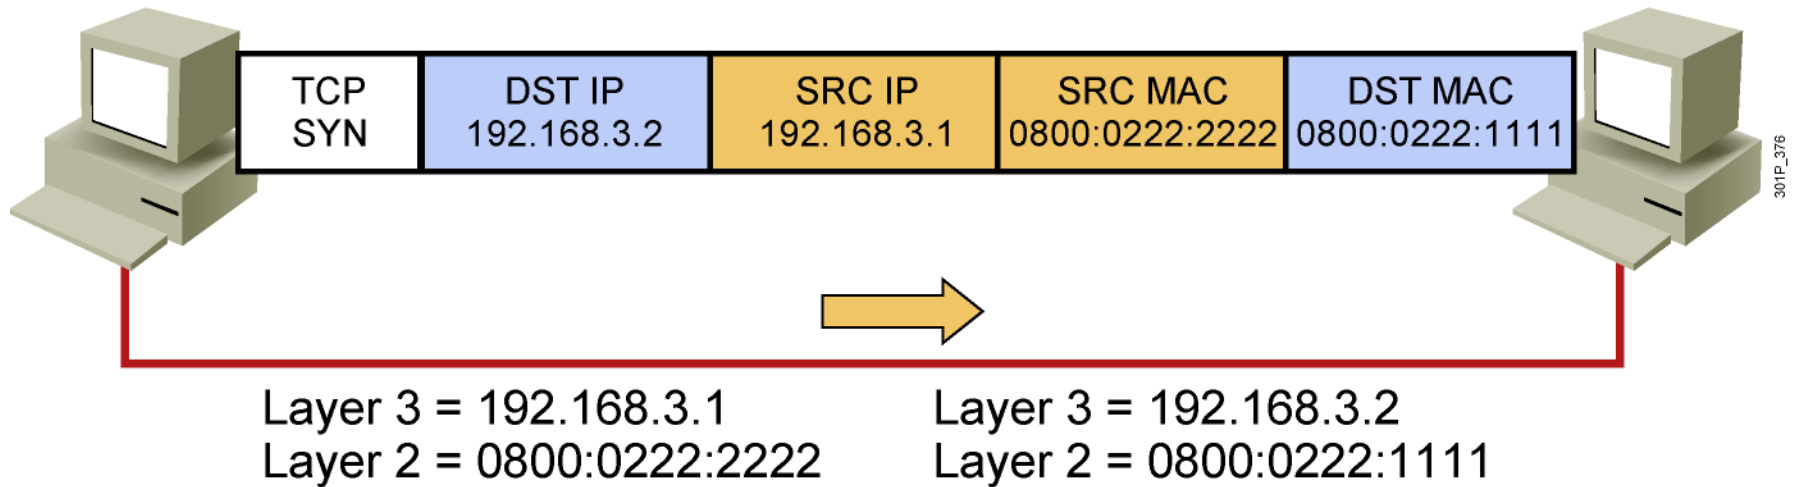 TCP
SYN
DST IP
192.168.3.2
SRC IP
192.168.3.1
SRC MAC
0800:0222:2222
DST MAC
0800:0222:1111
301P_376
Layer 3 = 192.168.3.1
Layer 2 = 0800:0222:2222
Layer 3 = 192.168.3.2
Layer 2 = 0800:0222:1111